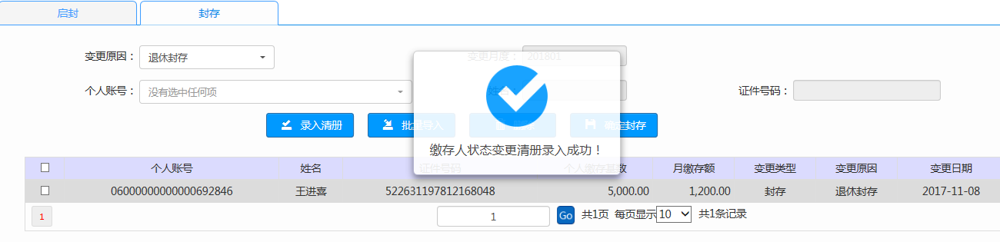 启封 封存
变更原因： 退休封存 变更月度： 201801
个人账号： 没有选中任何项 证件号码：
录入清册 批量导入 确定封存
缴存人状态变更清册录入成功！
个人账号 姓名 证件号码 个人缴存基数 月缴存额 变更类型 变更原因 变更日期
06000000000000692846 王进喜 522631197812168048 5,000.00 1,200.00 封存 退休封存 2017-11-08
1 1 Go 共1页 每页显示 10 共1条记录